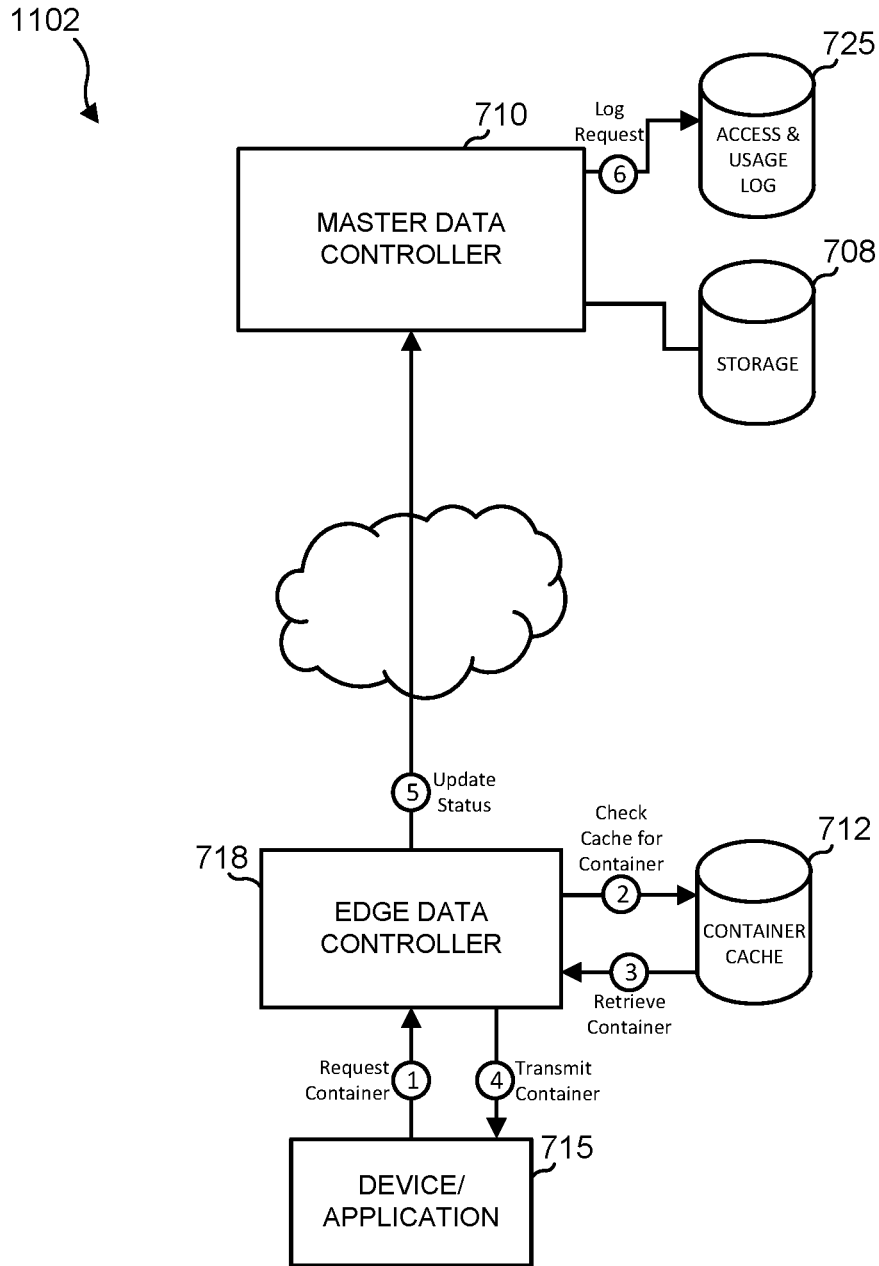 1102
725
710
Log
Request
6
ACCESS &
USAGE
LOG
MASTER DATA
CONTROLLER
708
STORAGE
5
Update
Status
Check
Cache for
Container
712
718
2
EDGE DATA
CONTROLLER
CONTAINER
CACHE
3
Retrieve
Container
Request
Container
1
4
Transmit
Container
715
DEVICE/
APPLICATION